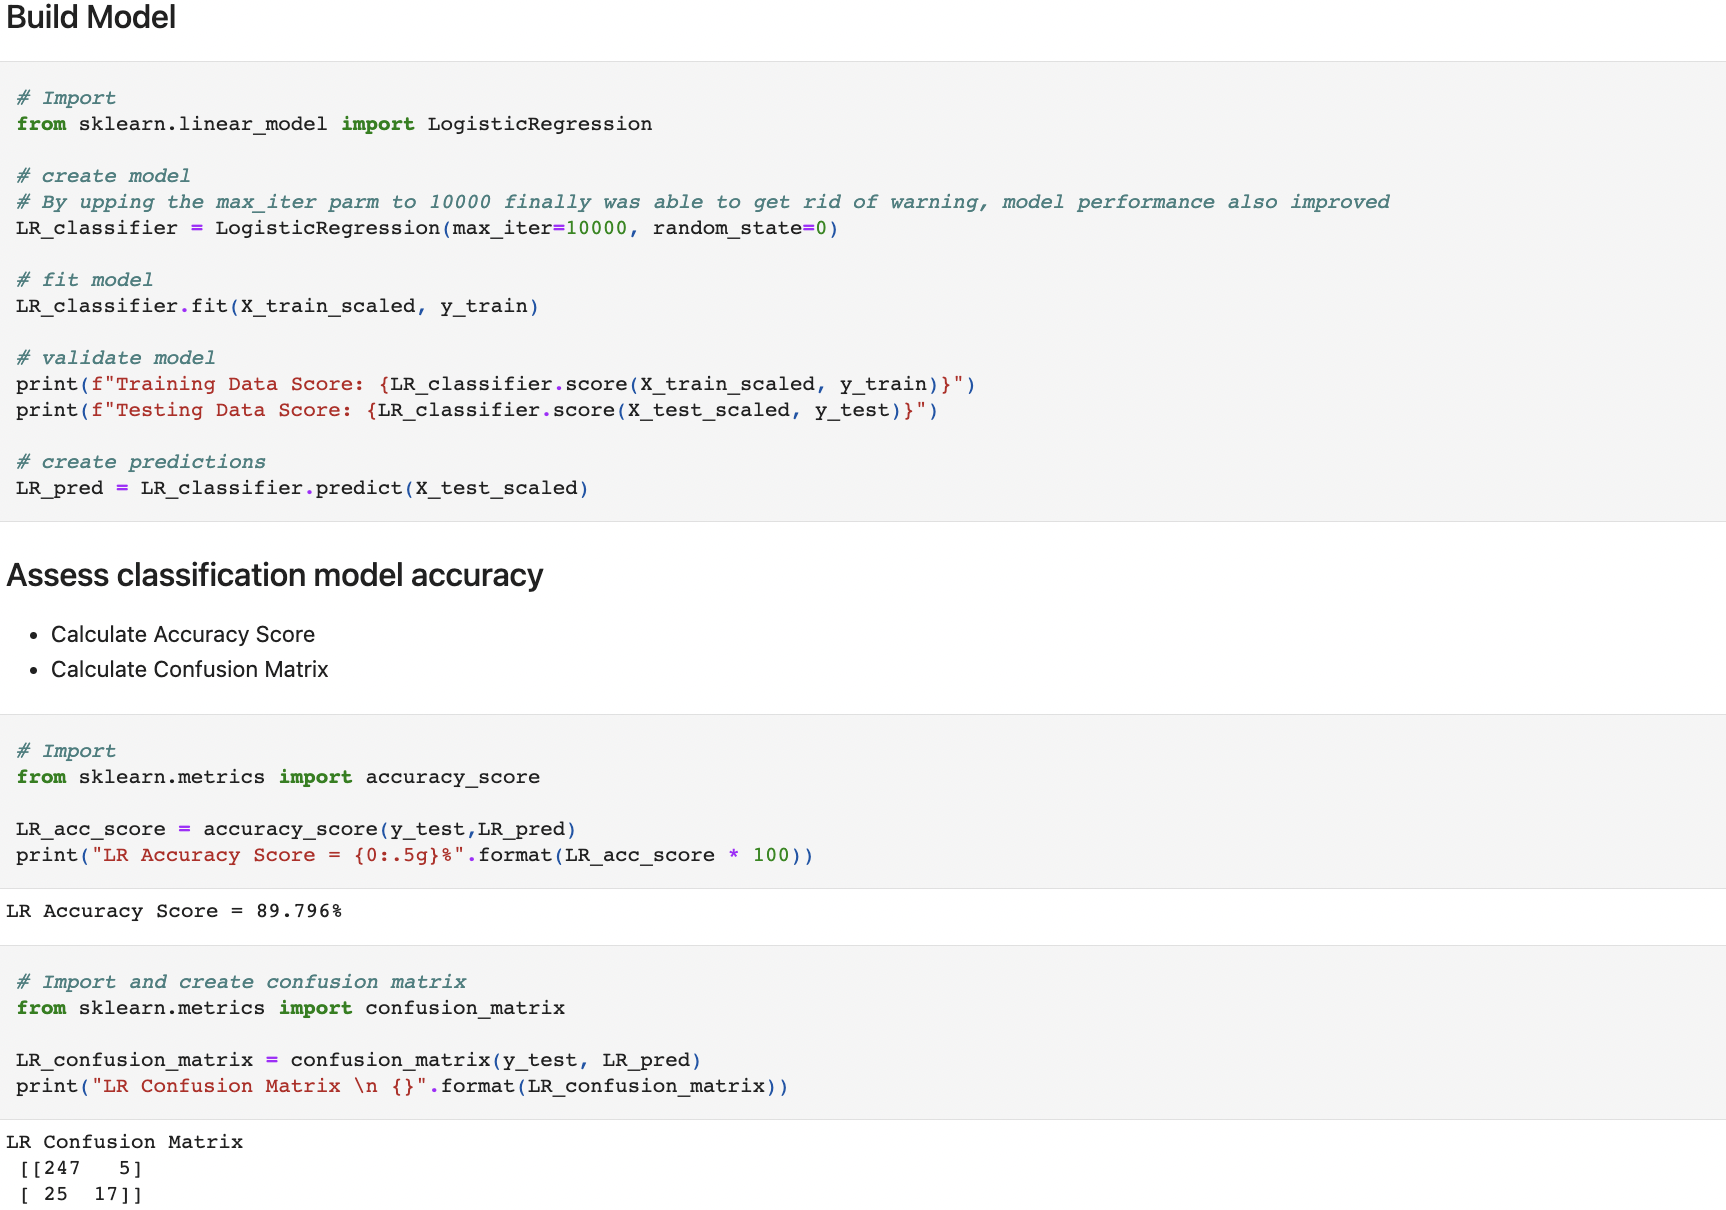 Build Model
# Import
from sklearn.linear_model import LogisticRegression
# create model
# By upping the max_iter parm to 10000 finally was able to get rid of warning, model performance also improved
LR_classifier = LogisticRegression(max_iter=10000, random_state=0)
# fit model
LR_classifier.fit(X_train_scaled, y_train)
# validate model
print(f"Training Data Score: {LR_classifier.score(X_train_scaled, y_train)}")
print(f"Testing Data Score: {LR_classifier.score(X_test_scaled, y_test)}")
# create predictions
LR_pred = LR_classifier.predict(X_test_scaled)
Assess classification model accuracy
• Calculate Accuracy Score
• Calculate Confusion Matrix
# Import
from sklearn.metrics import accuracy_score
LR_acc_score = accuracy_score(y_test,LR_pred)
print("LR Accuracy Score = {0:.5g}%".format(LR_acc_score * 100))
LR Accuracy Score = 89.796%
# Import and create confusion matrix
from sklearn.metrics import confusion_matrix
LR_confusion_matrix = confusion_matrix(y_test, LR_pred)
print("LR Confusion Matrix \n {}".format(LR_confusion_matrix))
LR Confusion Matrix
[[247   5]
[ 25  17]]